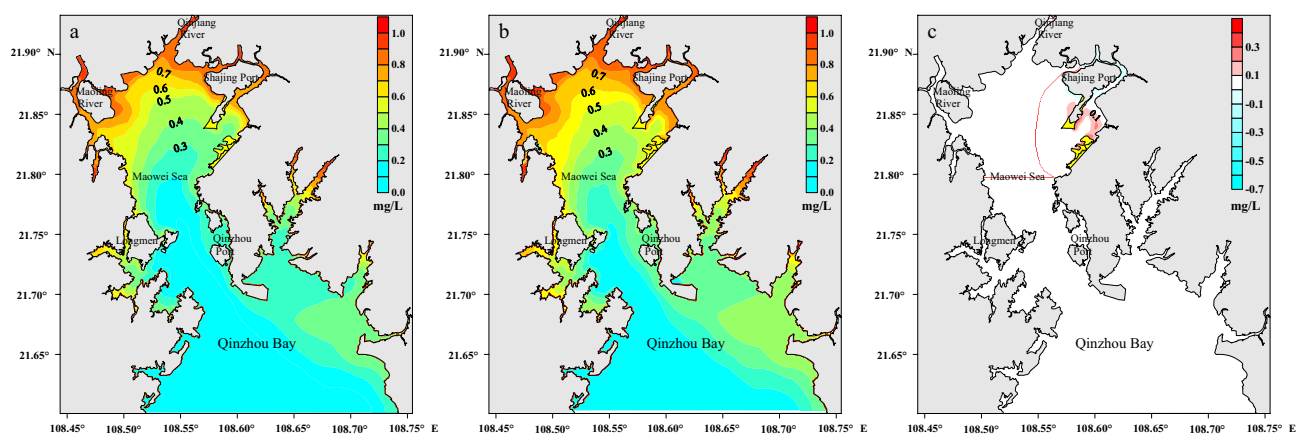 a
Qinjiang
River
Shajing Port
Maoling
River
0.7
0.6
0.5
0.4
0.3
Maowei Sea
Longmen
Qinzhou
Port
Qinzhou Bay
1.0
0.8
0.6
0.4
0.2
0.0
mg/L
21.90° N
21.85°
21.80°
21.75°
21.70°
21.65°
108.45 108.50° 108.55° 108.60° 108.65° 108.70° 108.75° E
b
Qinjiang
River
Shajing Port
Maoling
River
0.7
0.6
0.5
0.4
0.3
Maowei Sea
Longmen
Qinzhou
Port
Qinzhou Bay
1.0
0.8
0.6
0.4
0.2
0.0
mg/L
21.90° N
21.85°
21.80°
21.75°
21.70°
21.65°
108.45 108.50° 108.55° 108.60° 108.65° 108.70° 108.75° E
c
Qinjiang
River
Shajing Port
Maoling
River
0.1
Maowei Sea
Longmen
Qinzhou
Port
Qinzhou Bay
0.3
0.1
-0.1
-0.3
-0.5
-0.7
mg/L
21.90° N
21.85°
21.80°
21.75°
21.70°
21.65°
108.45 108.50° 108.55° 108.60° 108.65° 108.70° 108.75° E